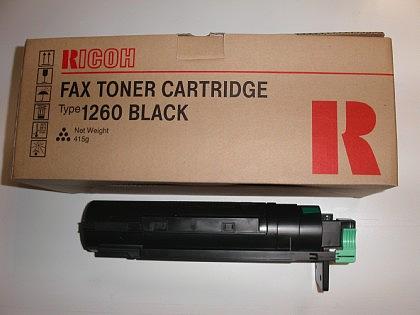 RICOH
FAX TONER CARTRIDGE
Type 1260 BLACK
Net Weight
415g
R